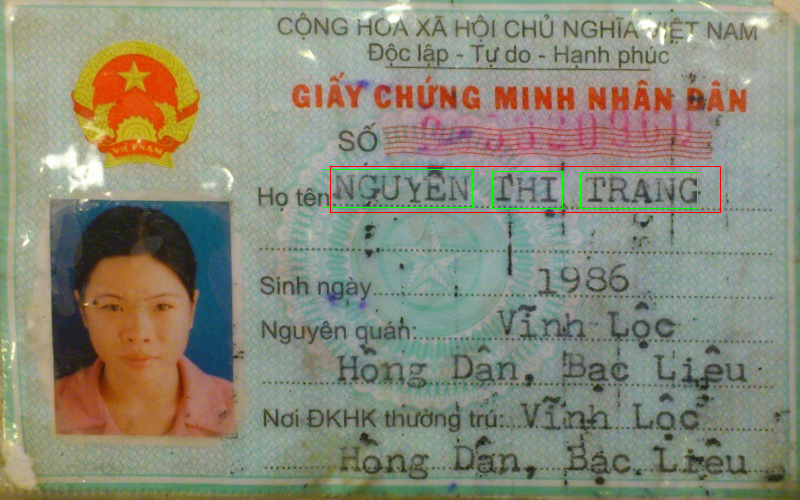 CỘNG HÒA XÃ HỘI CHỦ NGHĨA VIỆT NAM
Độc lập - Tự do - Hạnh phúc
GIẤY CHỨNG MINH NHÂN DÂN
SỐ
VIỆT NAM
Họ tên: NGUYỄN THỊ TRANG
Sinh ngày 1986
Nguyên quán: Vĩnh Lộc
Hồng Dân, Bạc Liêu
Nơi ĐKHK thường trú: Vĩnh Lộc
Hồng Dân, Bạc Liêu